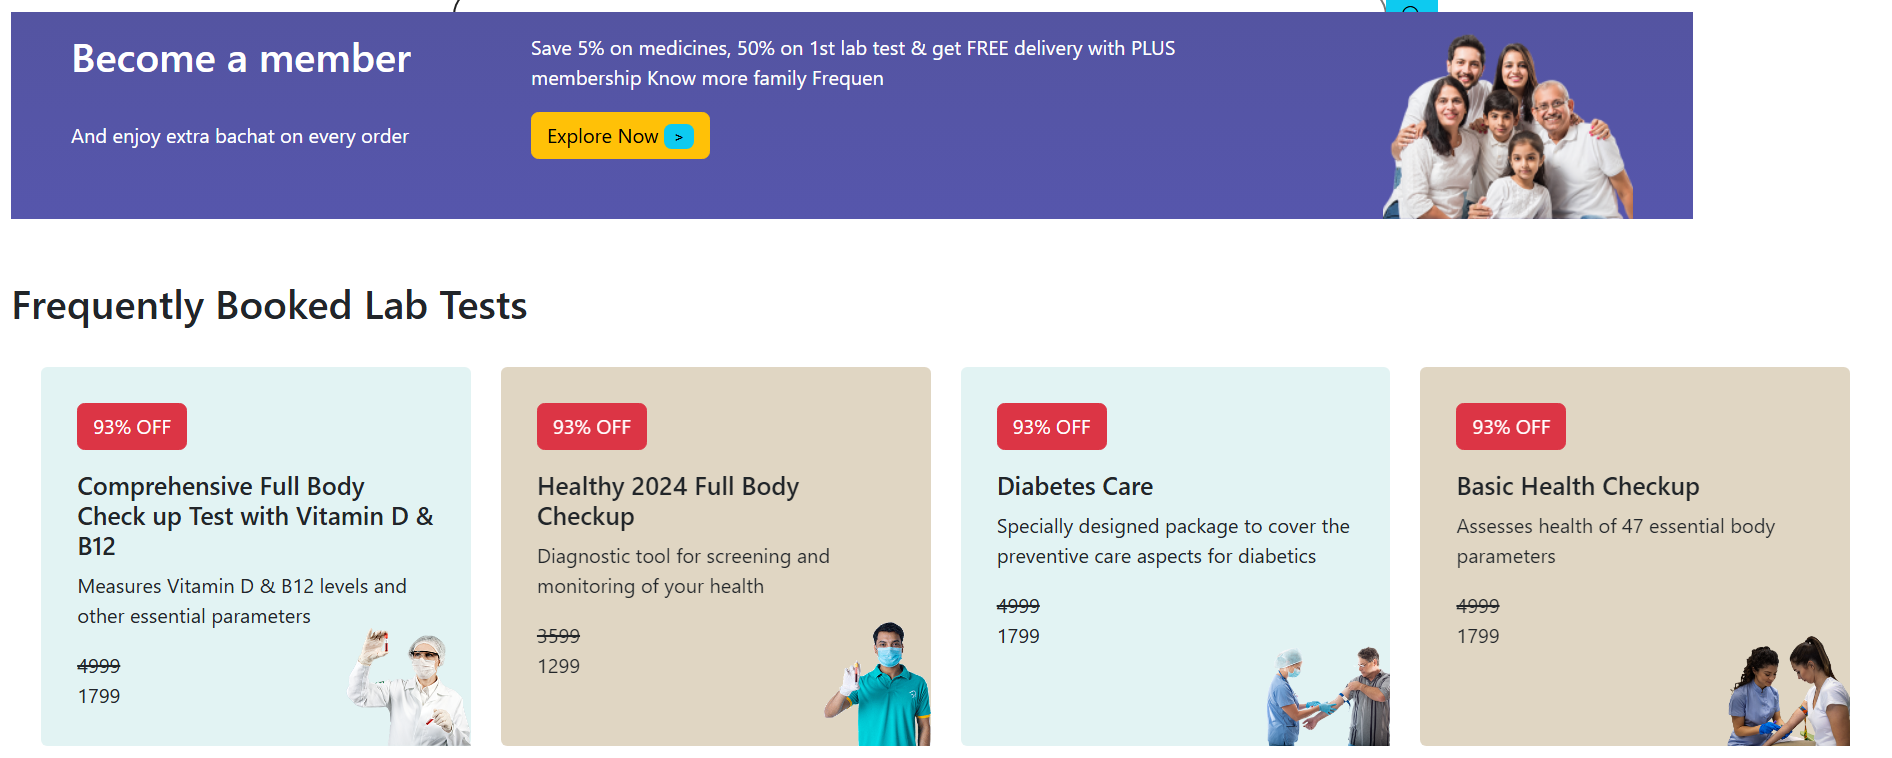 Become a member
And enjoy extra bachat on every order
Save 5% on medicines, 50% on 1st lab test & get FREE delivery with PLUS
membership Know more family Frequen
Explore Now >
Frequently Booked Lab Tests
93% OFF
Comprehensive Full Body
Check up Test with Vitamin D &
B12
Measures Vitamin D & B12 levels and
other essential parameters
4999
1799
93% OFF
Healthy 2024 Full Body
Checkup
Diagnostic tool for screening and
monitoring of your health
3599
1299
93% OFF
Diabetes Care
Specially designed package to cover the
preventive care aspects for diabetics
4999
1799
93% OFF
Basic Health Checkup
Assesses health of 47 essential body
parameters
4999
1799